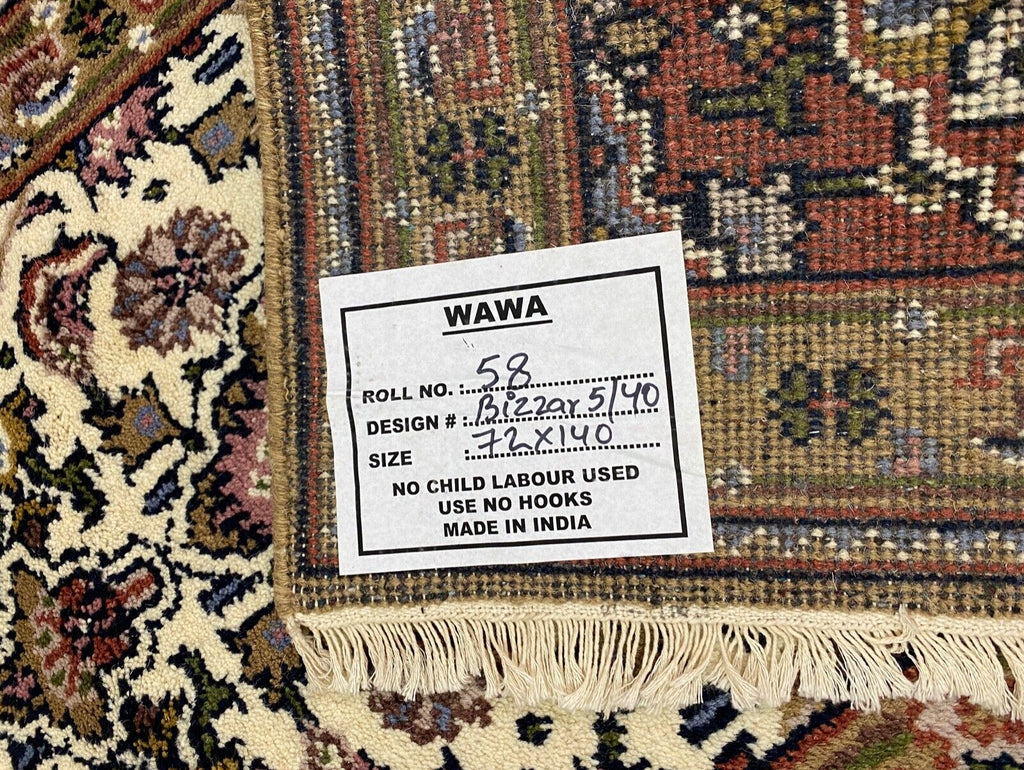 WAWA
ROLL NO. : 58
DESIGN # : Bizzar 5/40
SIZE : 72x140
NO CHILD LABOUR USED
USE NO HOOKS
MADE IN INDIA